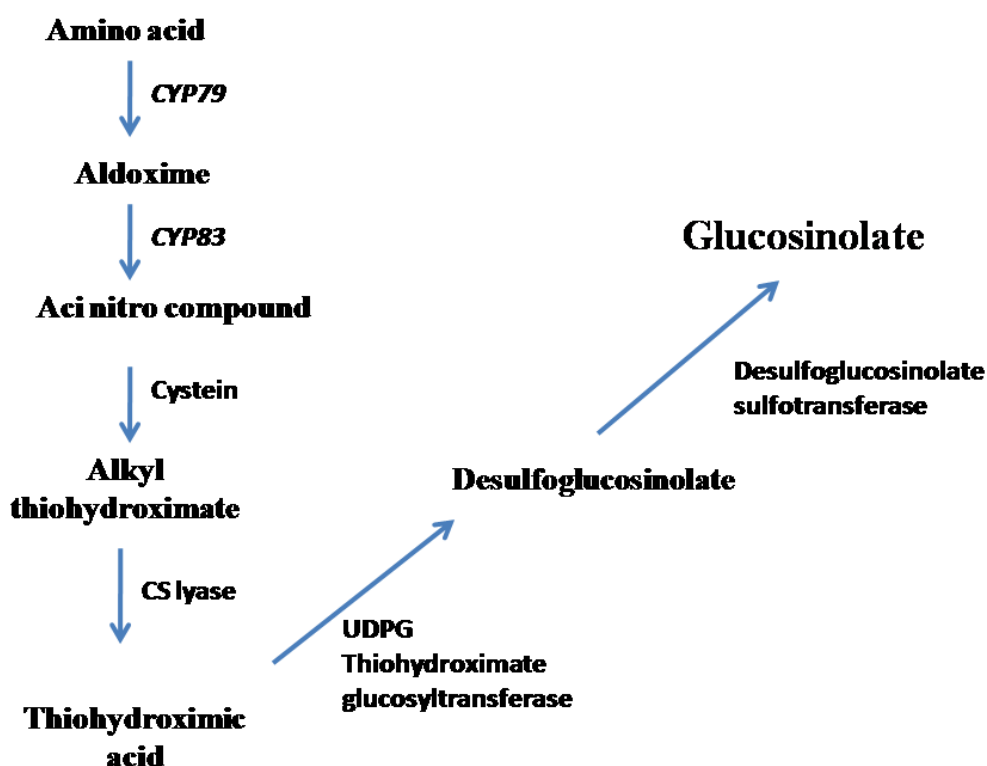 Amino acid
CYP79
Aldoxime
CYP83
Aci nitro compound
Cystein
Alkyl
thiohydroximate
CS lyase
Thiohydroximic
acid
UDPG
Thiohydroximate
glucosyltransferase
Desulfoglucosinolate
Desulfoglucosinolate
sulfotransferase
Glucosinolate